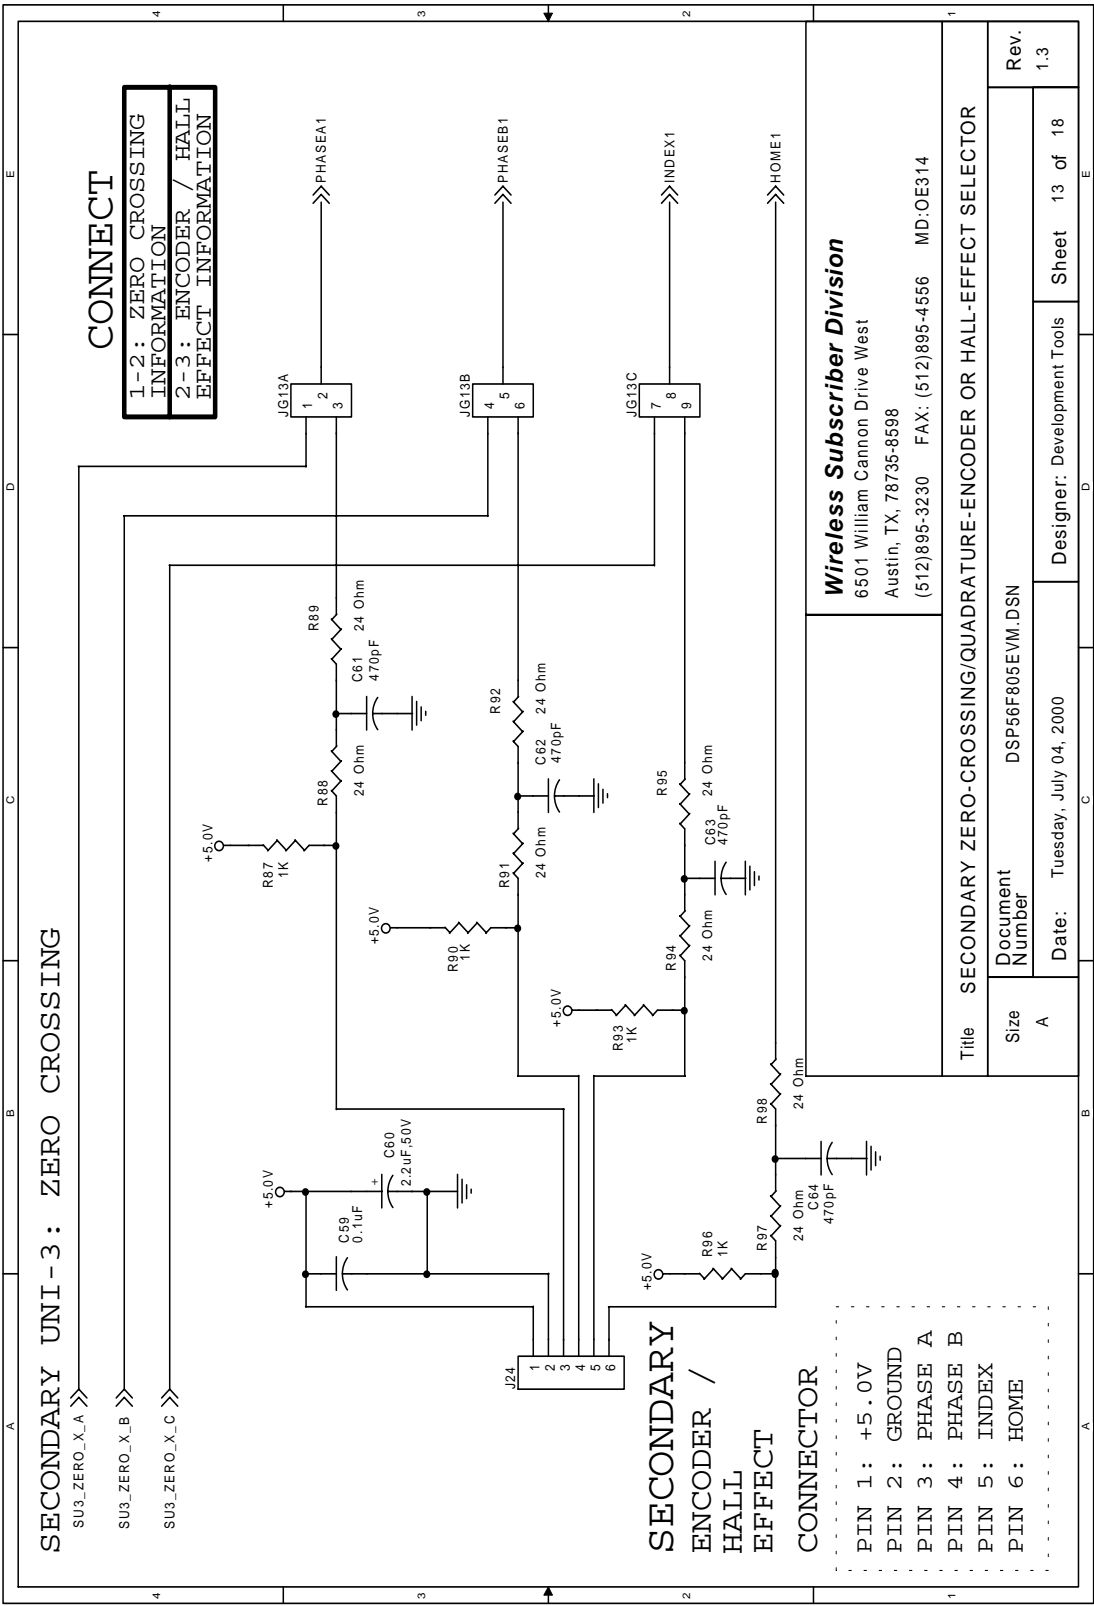 SECONDARY UNI-3: ZERO CROSSING
SU3_ZERO_X_A
SU3_ZERO_X_B
SU3_ZERO_X_C
CONNECT
1-2: ZERO CROSSING
INFORMATION
2-3: ENCODER / HALL
EFFECT INFORMATION
JG13A
1
2
3
PHASEA1
JG13B
4
5
6
PHASEB1
JG13C
7
8
9
INDEX1
HOME1
+5.0V
R87
1K
R88
24 Ohm
C61
470pF
R89
24 Ohm
+5.0V
R90
1K
R91
24 Ohm
C62
470pF
R92
24 Ohm
+5.0V
R93
1K
R94
24 Ohm
C63
470pF
R95
24 Ohm
+5.0V
C59
0.1uF
+
C60
2.2uF,50V
J24
1
2
3
4
5
6
+5.0V
R96
1K
R97
24 Ohm
C64
470pF
R98
24 Ohm
SECONDARY
ENCODER /
HALL
EFFECT
CONNECTOR
PIN 1: +5.0V
PIN 2: GROUND
PIN 3: PHASE A
PIN 4: PHASE B
PIN 5: INDEX
PIN 6: HOME
Wireless Subscriber Division
6501 William Cannon Drive West
Austin, TX, 78735-8598
(512)895-3230 FAX: (512)895-4556 MD:OE314
Title SECONDARY ZERO-CROSSING/QUADRATURE-ENCODER OR HALL-EFFECT SELECTOR
Size
A
Document
Number
DSP56F805EVM.DSN
Rev.
1.3
Date: Tuesday, July 04, 2000
Designer: Development Tools
Sheet 13 of 18
A
B
C
D
E
A
B
C
D
E
4
3
2
1
4
3
2
1